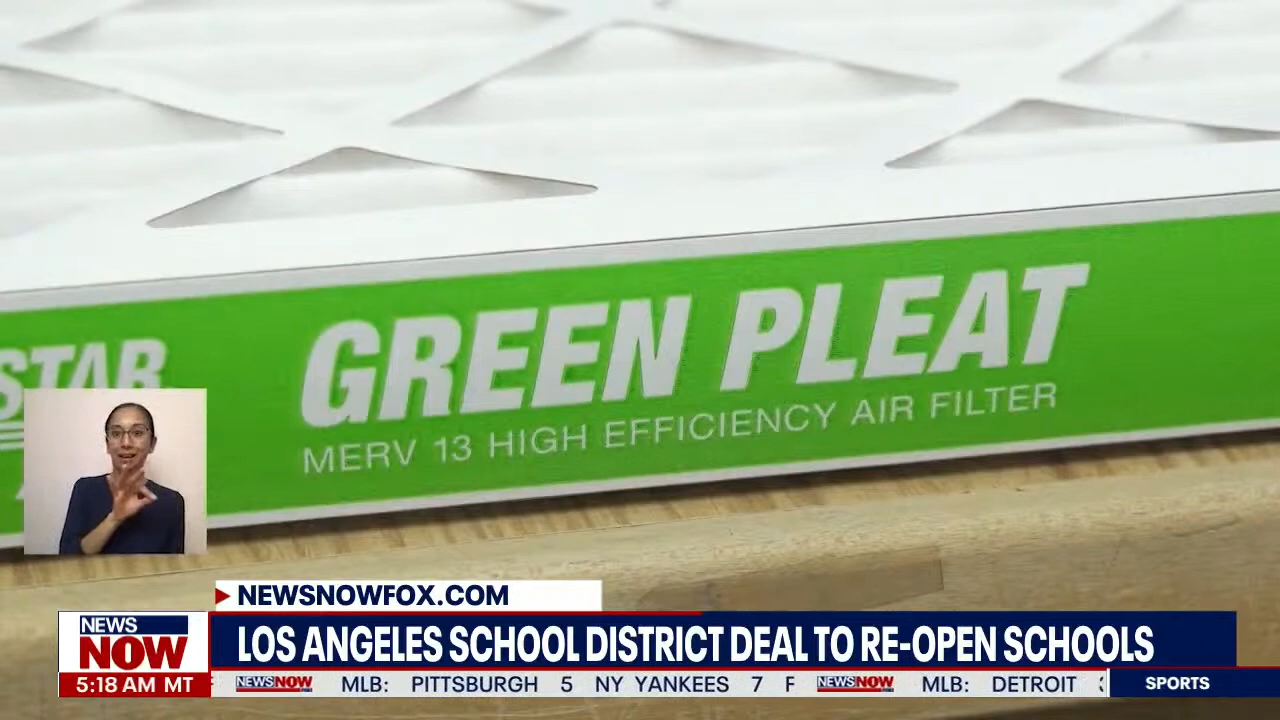 STAR
GREEN PLEAT
MERV 13 HIGH EFFICIENCY AIR FILTER
NEWSNOWFOX.COM
NEWS
NOW
LOS ANGELES SCHOOL DISTRICT DEAL TO RE-OPEN SCHOOLS
5:18 AM MT
NEWSNOW MLB: PITTSBURGH 5 NY YANKEES 7 F NEWSNOW MLB: DETROIT
SPORTS